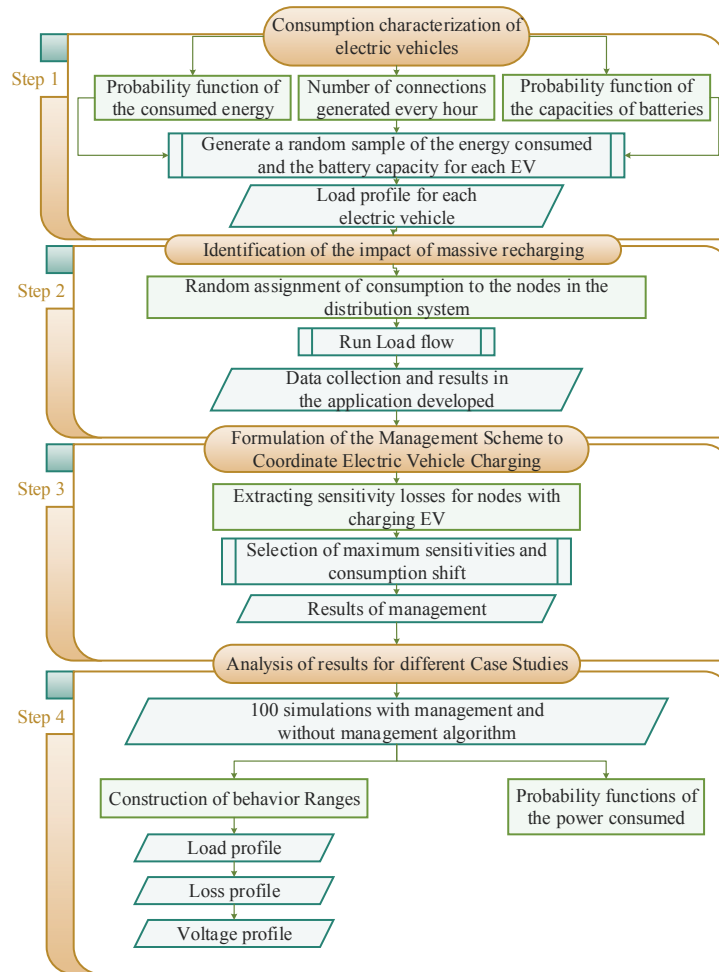 Consumption characterization of
electric vehicles
Step 1
Probability function of
the consumed energy
Number of connections
generated every hour
Probability function of
the capacities of batteries
Generate a random sample of the energy consumed
and the battery capacity for each EV
Load profile for each
electric vehicle
Identification of the impact of massive recharging
Step 2
Random assignment of consumption to the nodes in the
distribution system
Run Load flow
Data collection and results in
the application developed
Formulation of the Management Scheme to
Coordinate Electric Vehicle Charging
Step 3
Extracting sensitivity losses for nodes with
charging EV
Selection of maximum sensitivities and
consumption shift
Results of management
Analysis of results for different Case Studies
Step 4
100 simulations with management and
without management algorithm
Construction of behavior Ranges
Probability functions of
the power consumed
Load profile
Loss profile
Voltage profile